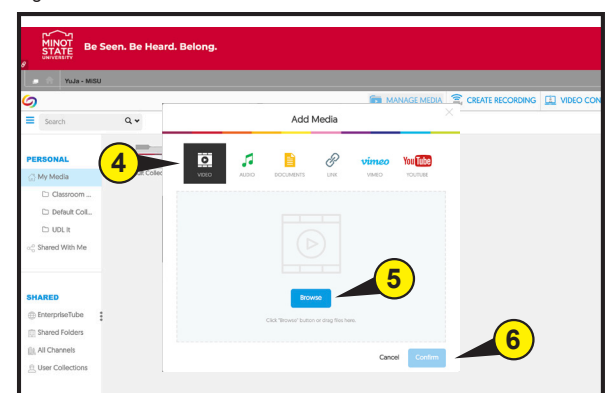 MINOT
STATE
UNIVERSITY
Be Seen. Be Heard. Belong.
YuJa - MiSU
MANAGE MEDIA
CREATE RECORDING
VIDEO CON
Search
Add Media
4
VIDEO
AUDIO
DOCUMENTS
LINK
vimeo
VIMEO
YouTube
YOUTUBE
PERSONAL
My Media
Classroom ...
Default Coll...
UDL it
Shared With Me
5
Browse
Click "Browse" button or drag files here.
SHARED
EnterpriseTube
Shared Folders
All Channels
User Collections
6
Cancel
Confirm